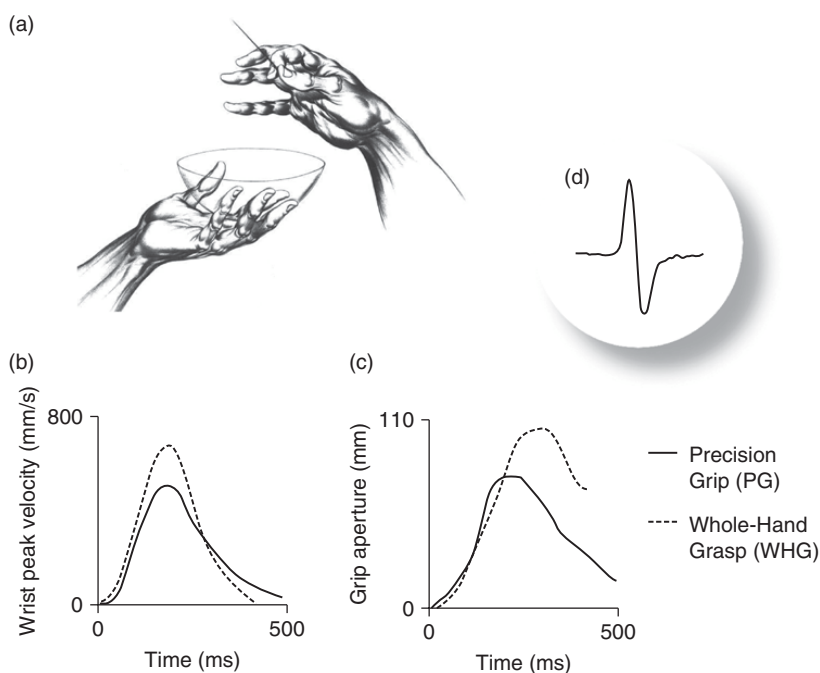 (a)
(d)
(b)
Wrist peak velocity (mm/s)
800
0
0
500
Time (ms)
(c)
Grip aperture (mm)
110
0
0
500
Time (ms)
Precision
Grip (PG)
Whole-Hand
Grasp (WHG)